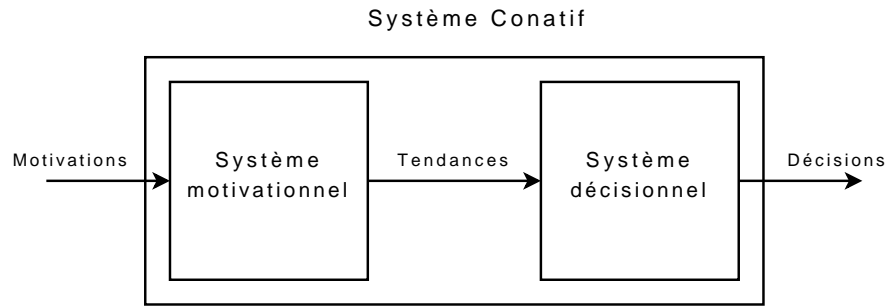 Système Conatif
Motivations
Système
motivationnel
Tendances
Système
décisionnel
Décisions